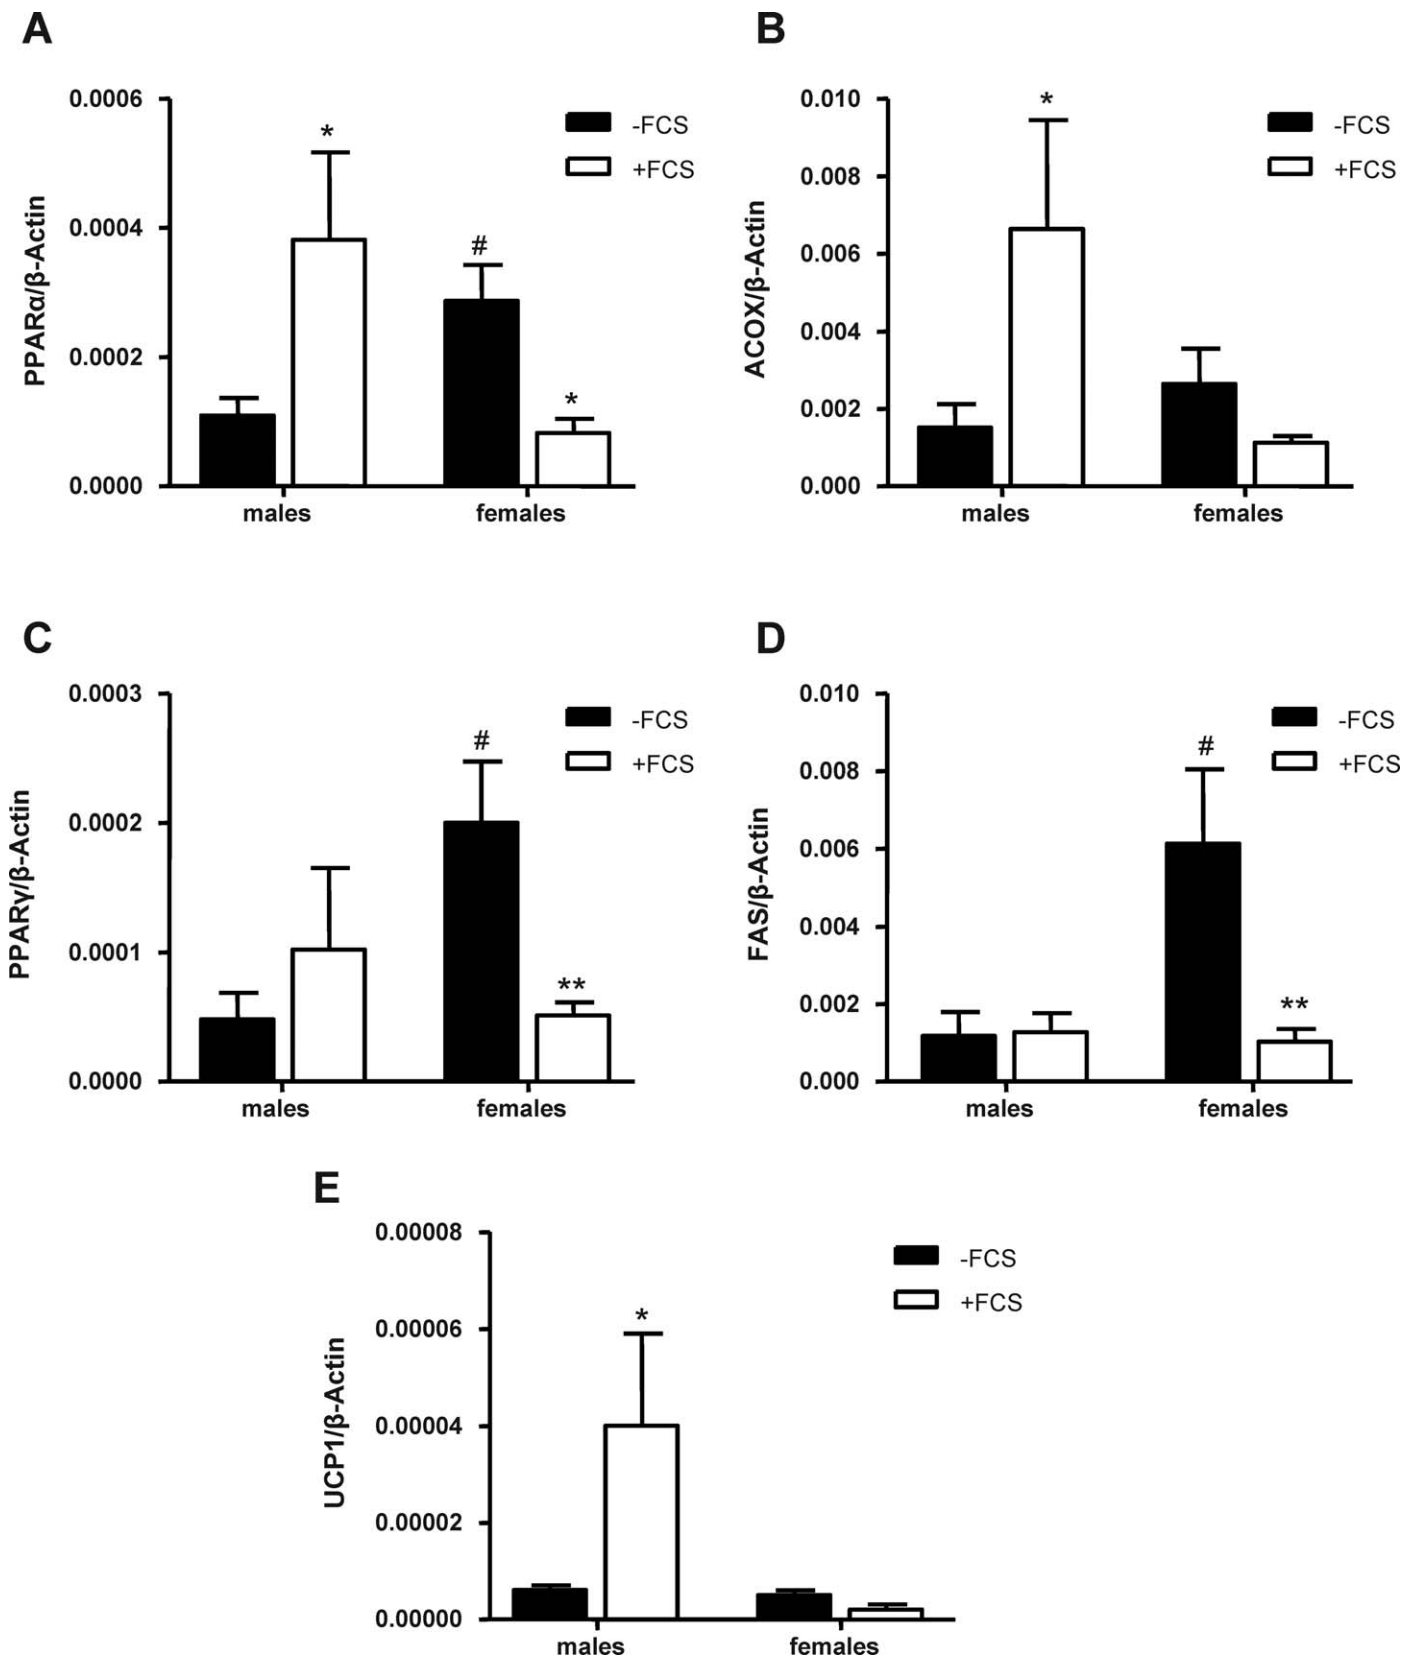 A
PPARα/β-Actin
0.0006
0.0004
0.0002
0.0000
*
#
*
-FCS
+FCS
males
females
B
ACOX/β-Actin
0.010
0.008
0.006
0.004
0.002
0.000
*
-FCS
+FCS
males
females
C
PPARγ/β-Actin
0.0003
0.0002
0.0001
0.0000
#
**
-FCS
+FCS
males
females
D
FAS/β-Actin
0.010
0.008
0.006
0.004
0.002
0.000
#
**
-FCS
+FCS
males
females
E
UCP1/β-Actin
0.00008
0.00006
0.00004
0.00002
0.00000
*
-FCS
+FCS
males
females